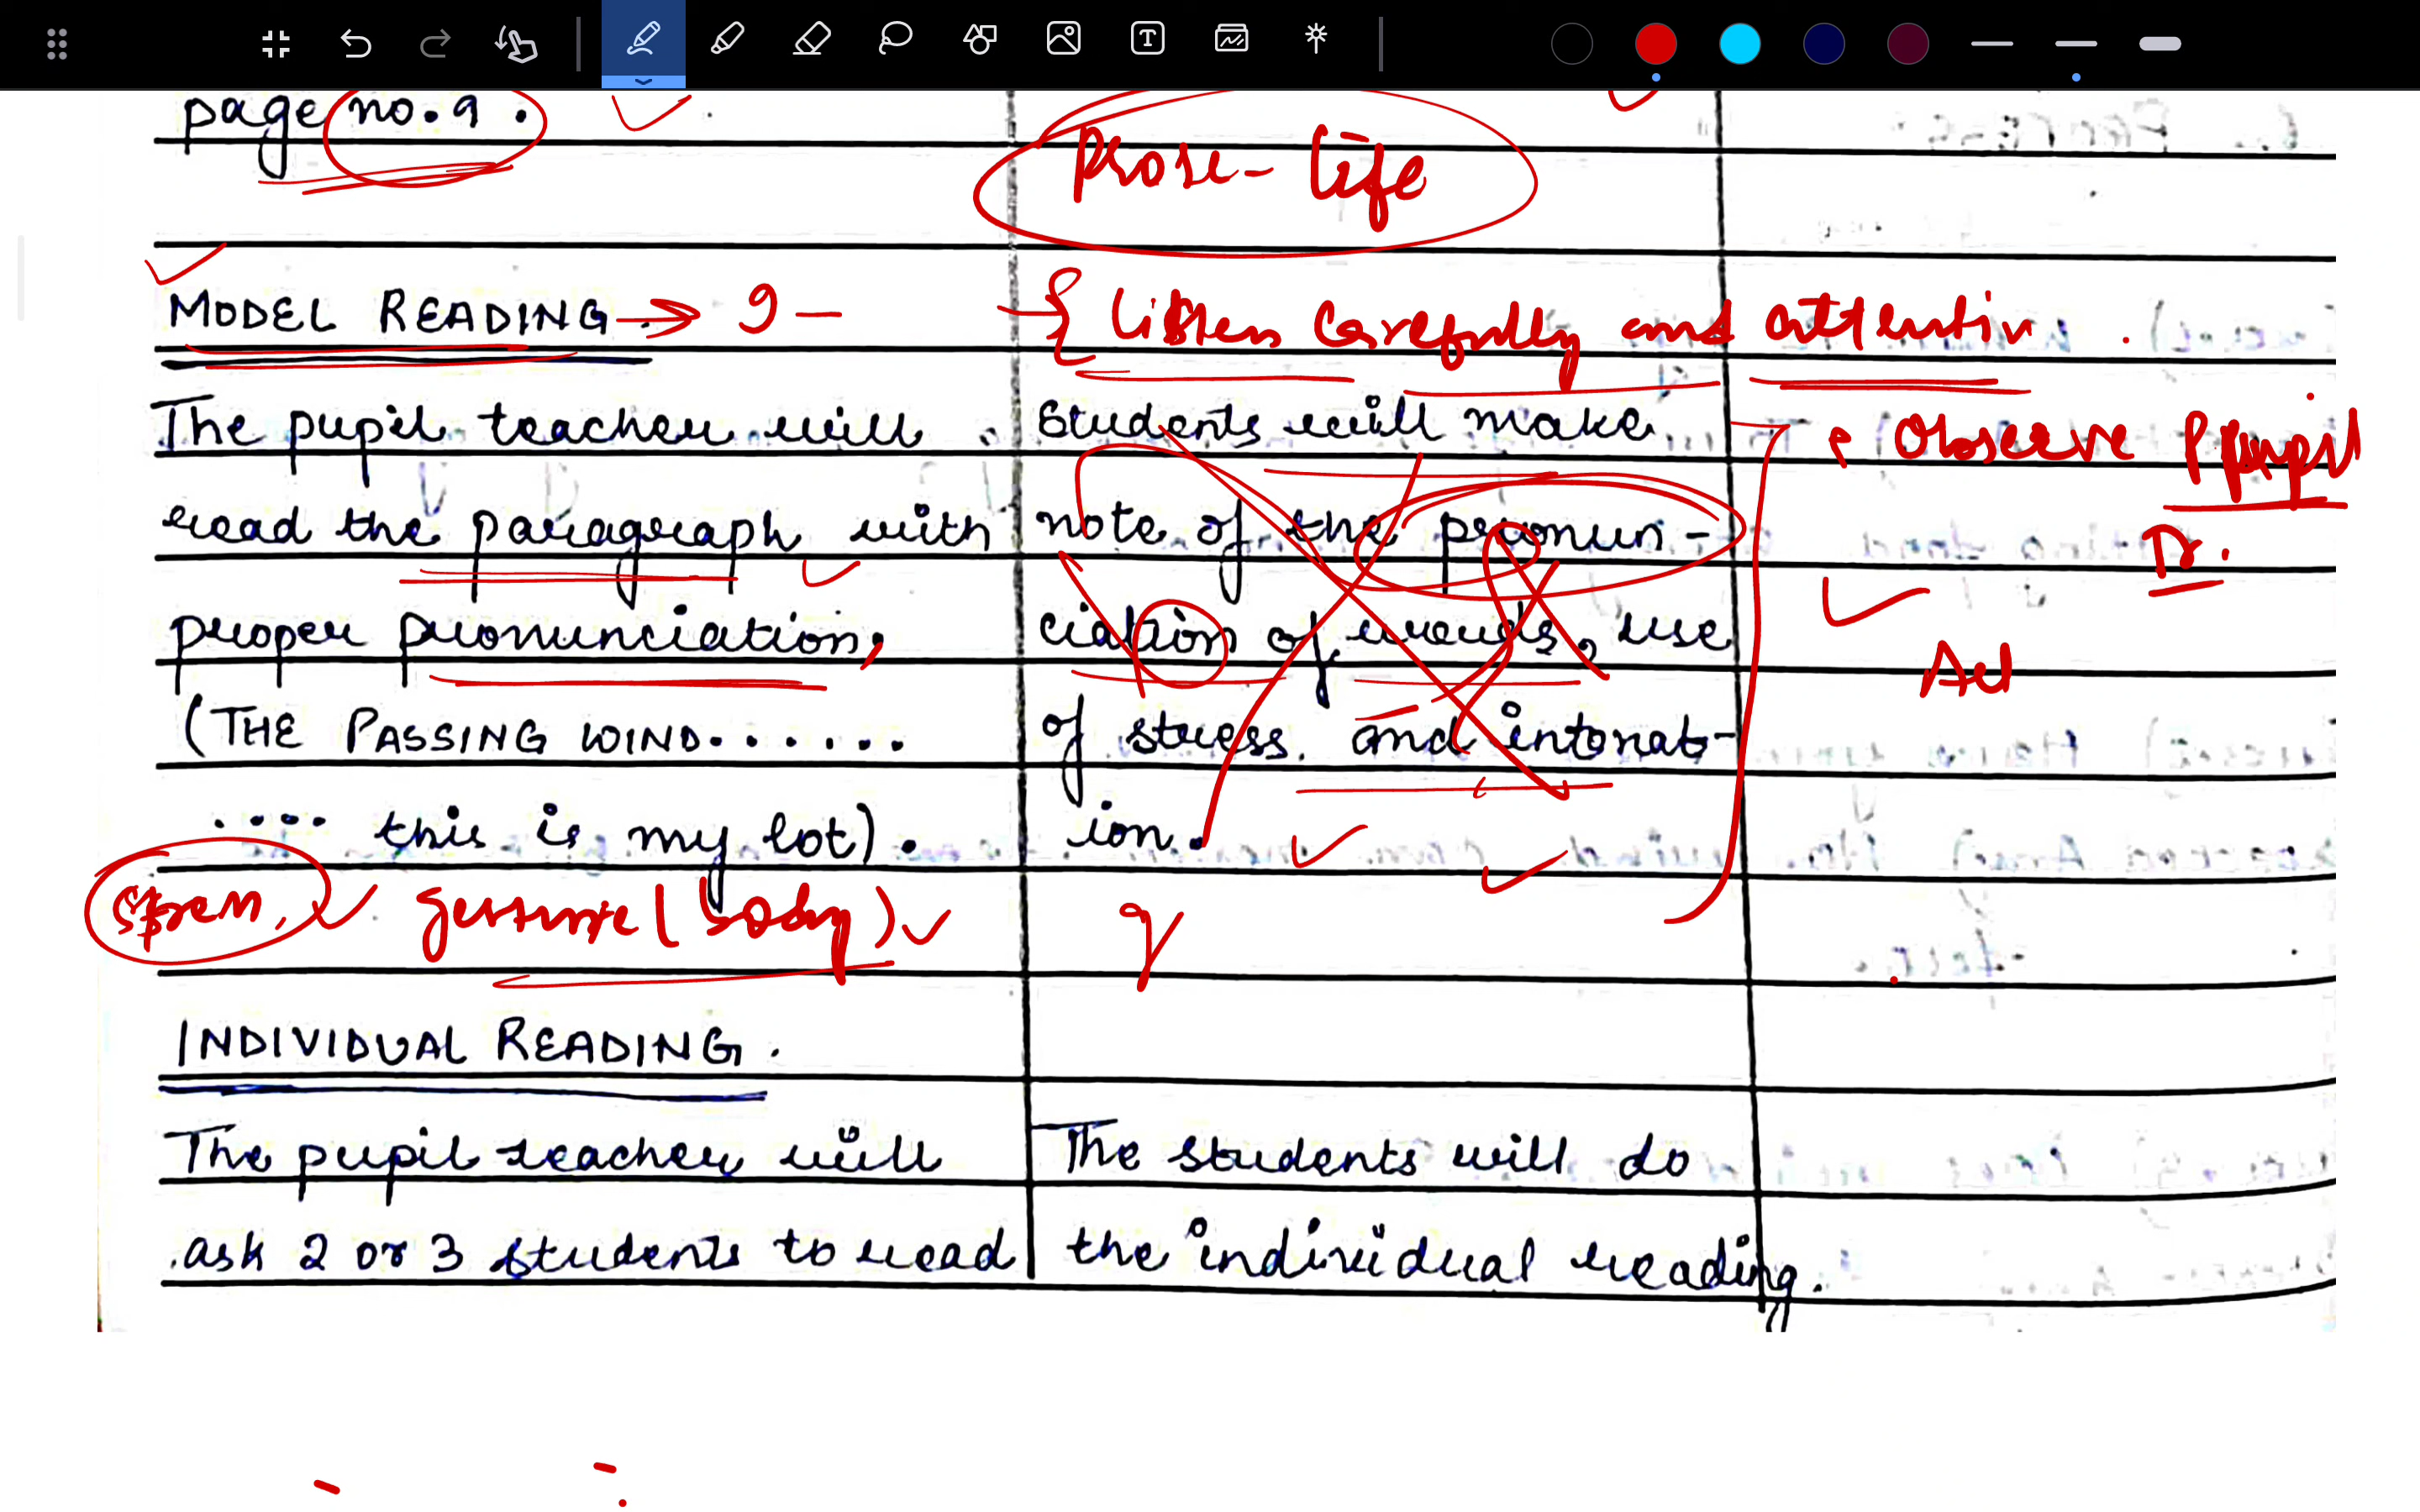 page no. 9.
Prose - life
MODEL READING. → 9 —
{ listen carefully and attentiv
The pupil teacher will
Students will make
Observe pupil
read the paragraph with
note of the pronun-
Tr.
proper pronunciation,
ciation of words, use
(THE PASSING WIND.......
of stress. and intonat-
..... this is my lot).
ion.
gesture (body)
INDIVIDUAL READING.
The pupil teacher will
The students will do
ask 2 or 3 students to read
the individual reading.